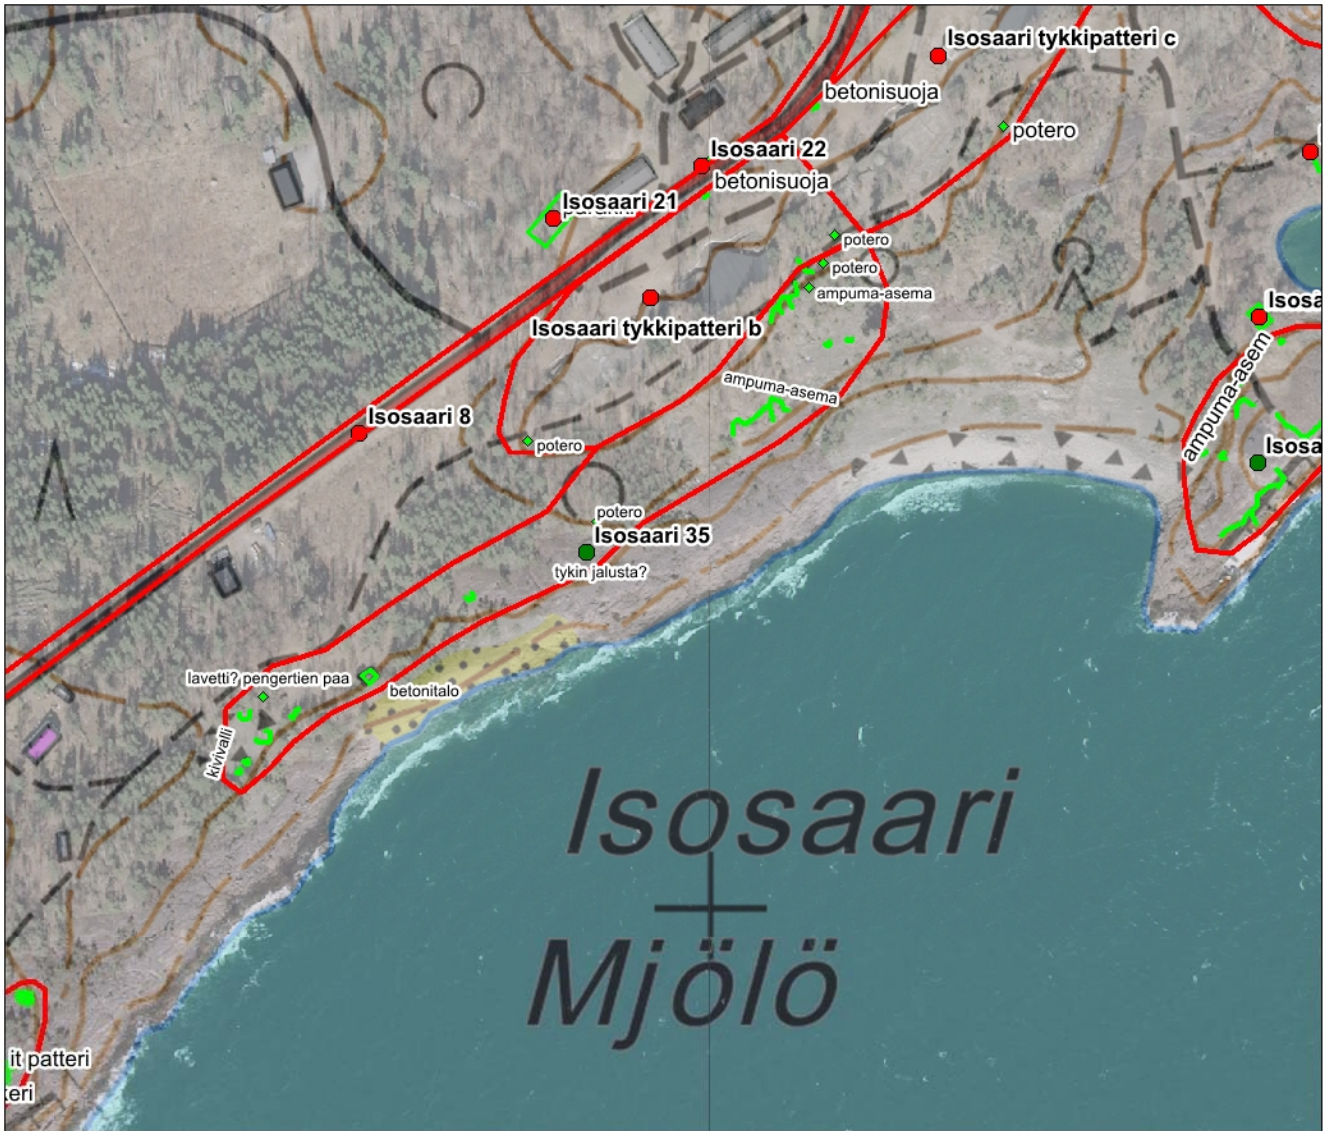 Isosaari tykkipatteri c
betonisuoja
potero
Isosaari 22
betonisuoja
Isosaari 21
potero
potero
ampuma-asema
Isosaari tykkipatteri b
ampuma-asema
Isosaari 8
potero
potero
Isosaari 35
tykin jalusta?
lavetti? pengertien paa
betonitalo
kivivalli
Isosa
ampuma-asem
Isosa
Isosaari
Mjölö
it patteri
keri